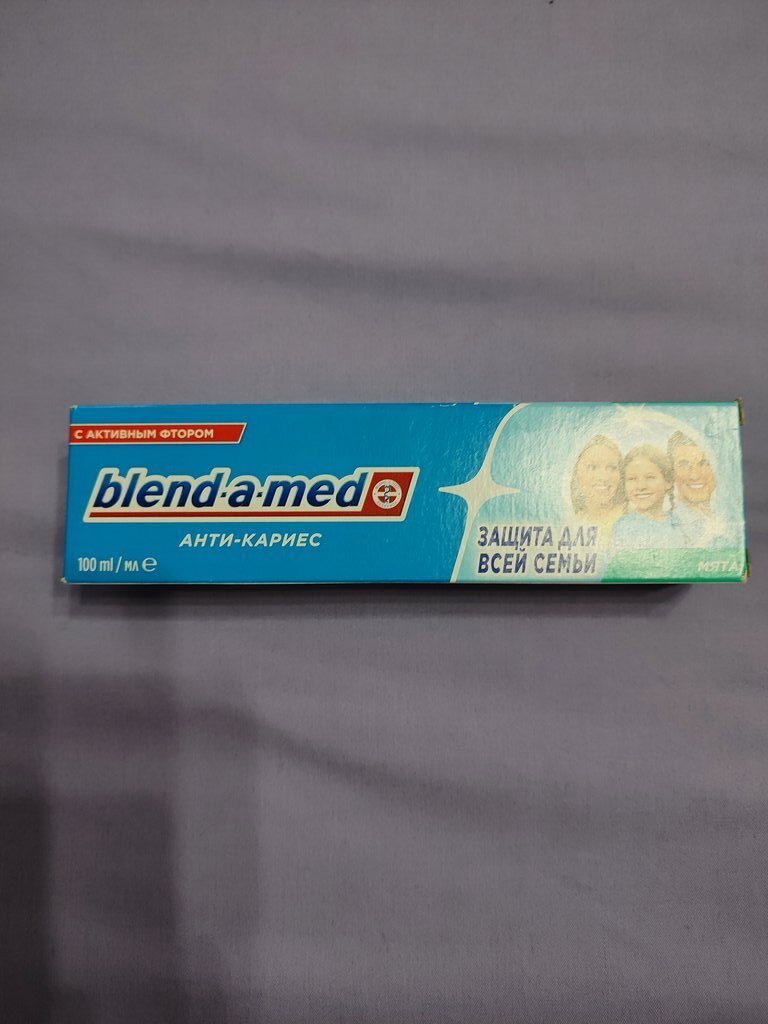 С АКТИВНЫМ ФТОРОМ
blend-a-med
АНТИ-КАРИЕС
100 ml / мл e
ЗАЩИТА ДЛЯ
ВСЕЙ СЕМЬИ
МЯТА